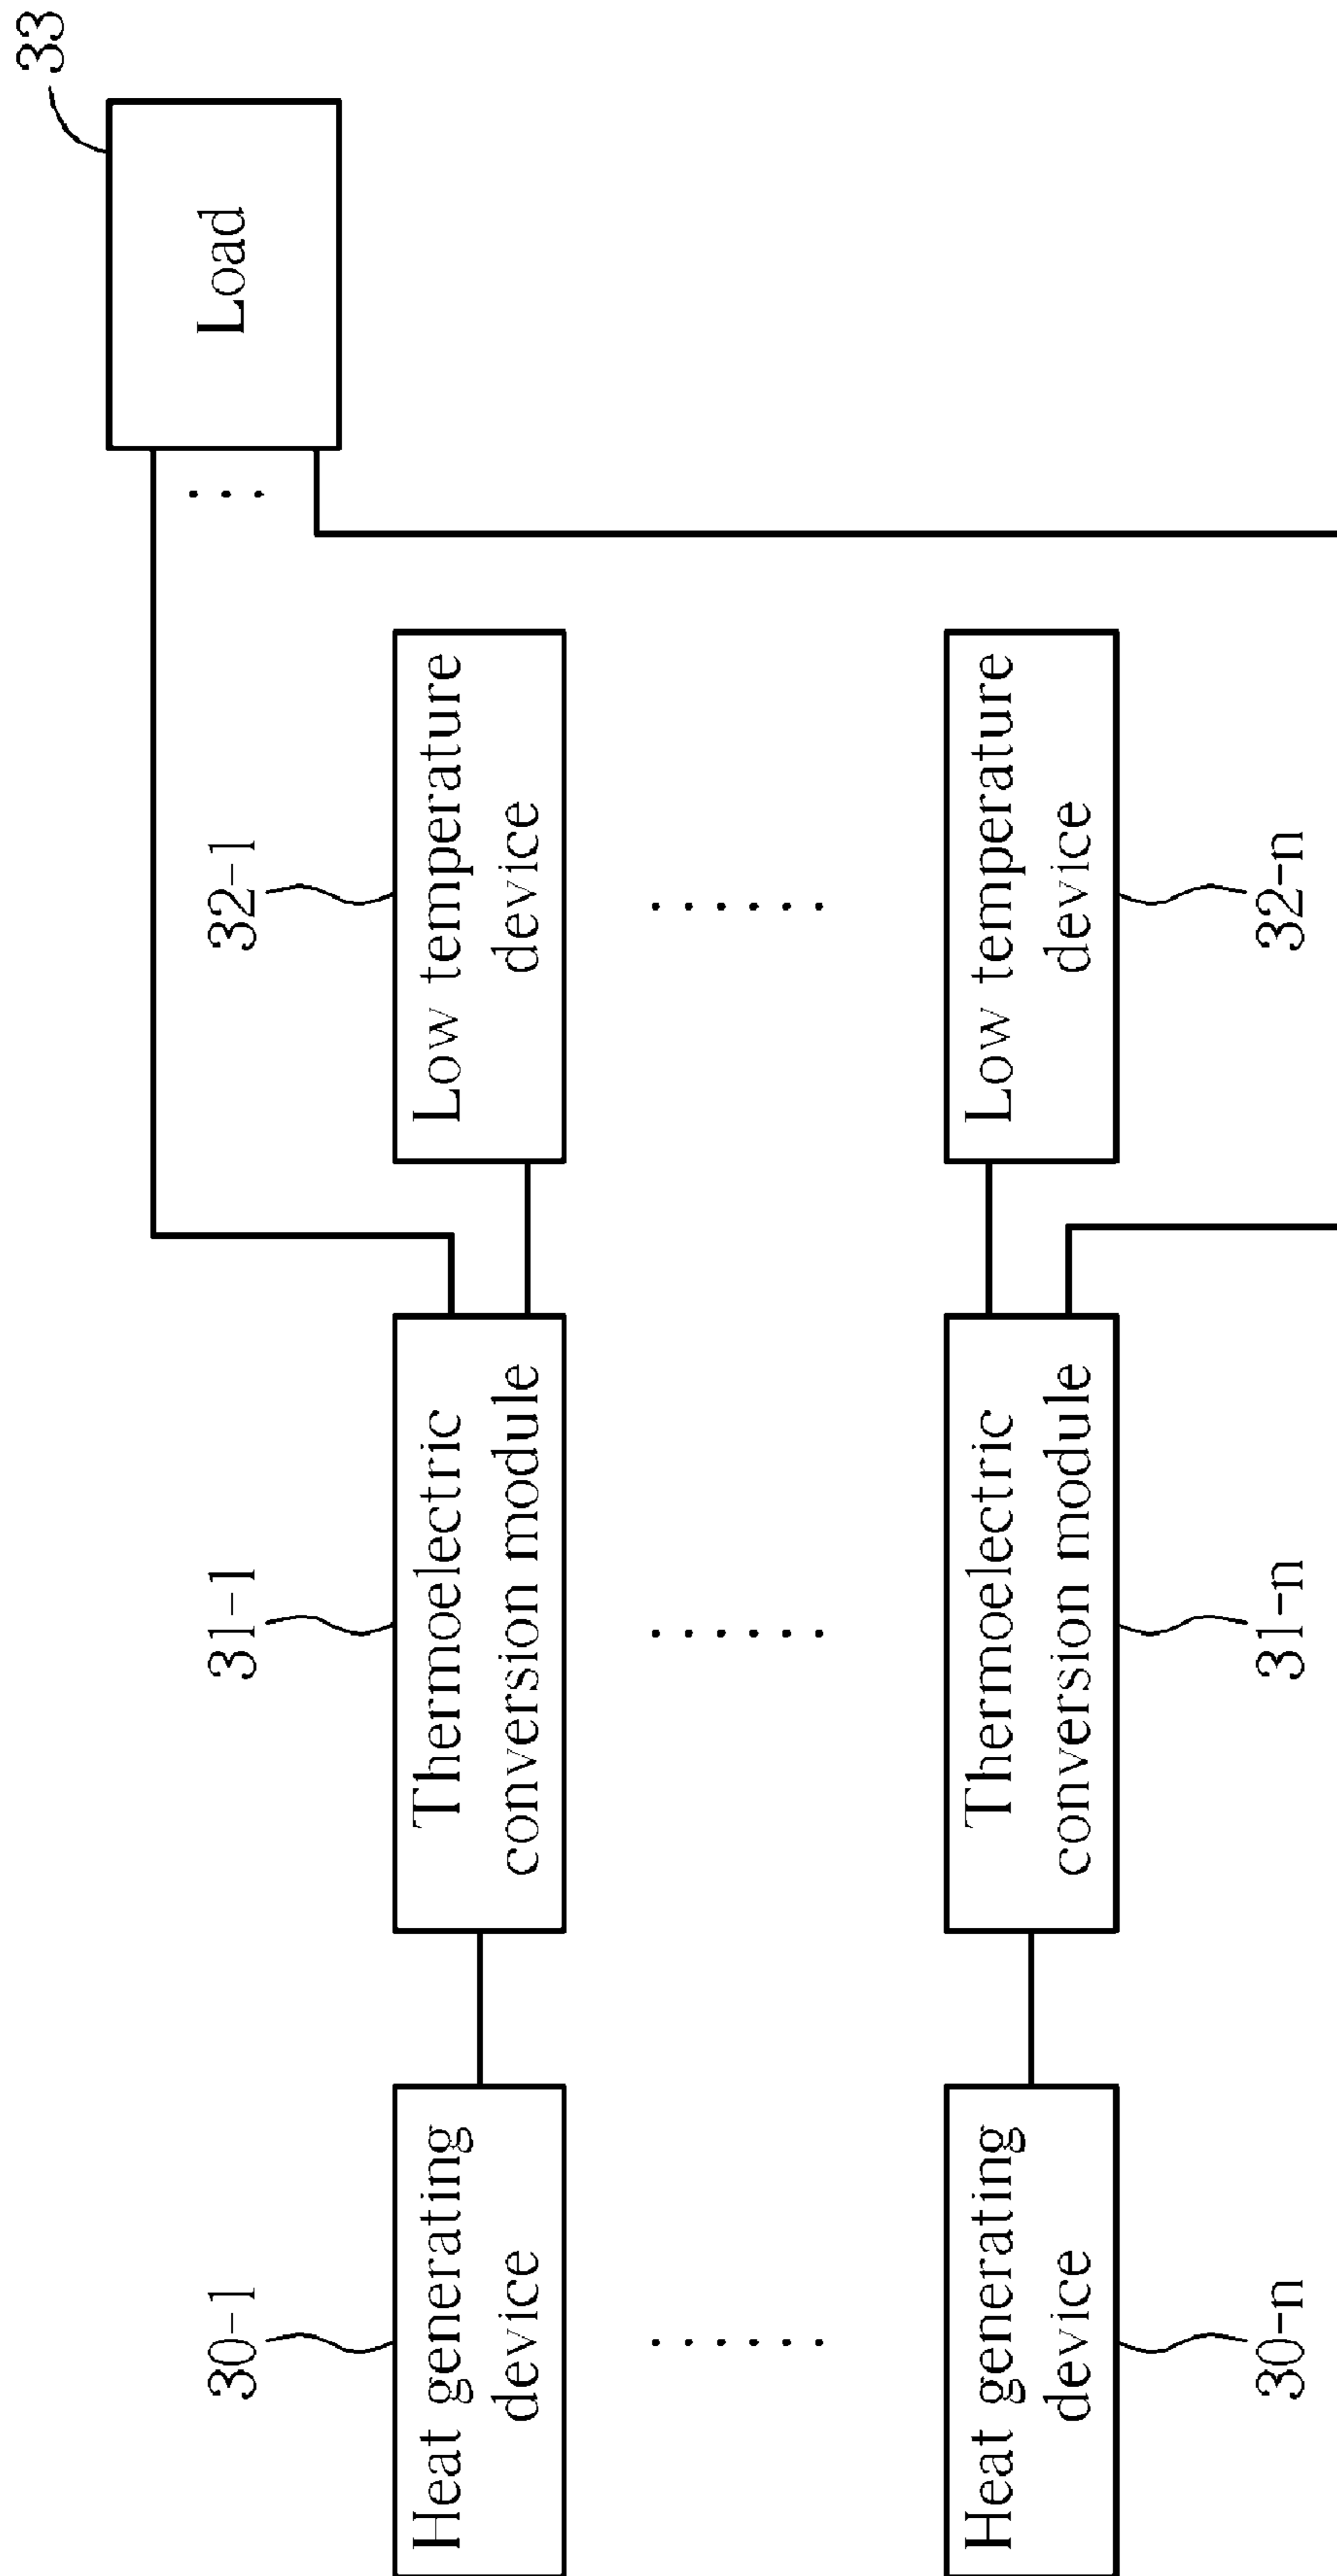 33
Load
32-1
Low temperature
device
31-1
Thermoelectric
conversion module
30-1
Heat generating
device
......
......
......
Low temperature
device
32-n
Thermoelectric
conversion module
31-n
Heat generating
device
30-n